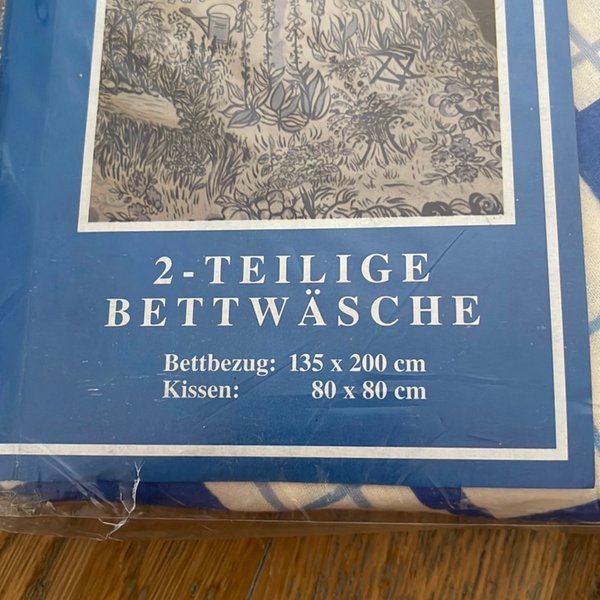 2-TEILIGE
BETTWÄSCHE
Bettbezug: 135 x 200 cm
Kissen: 80 x 80 cm